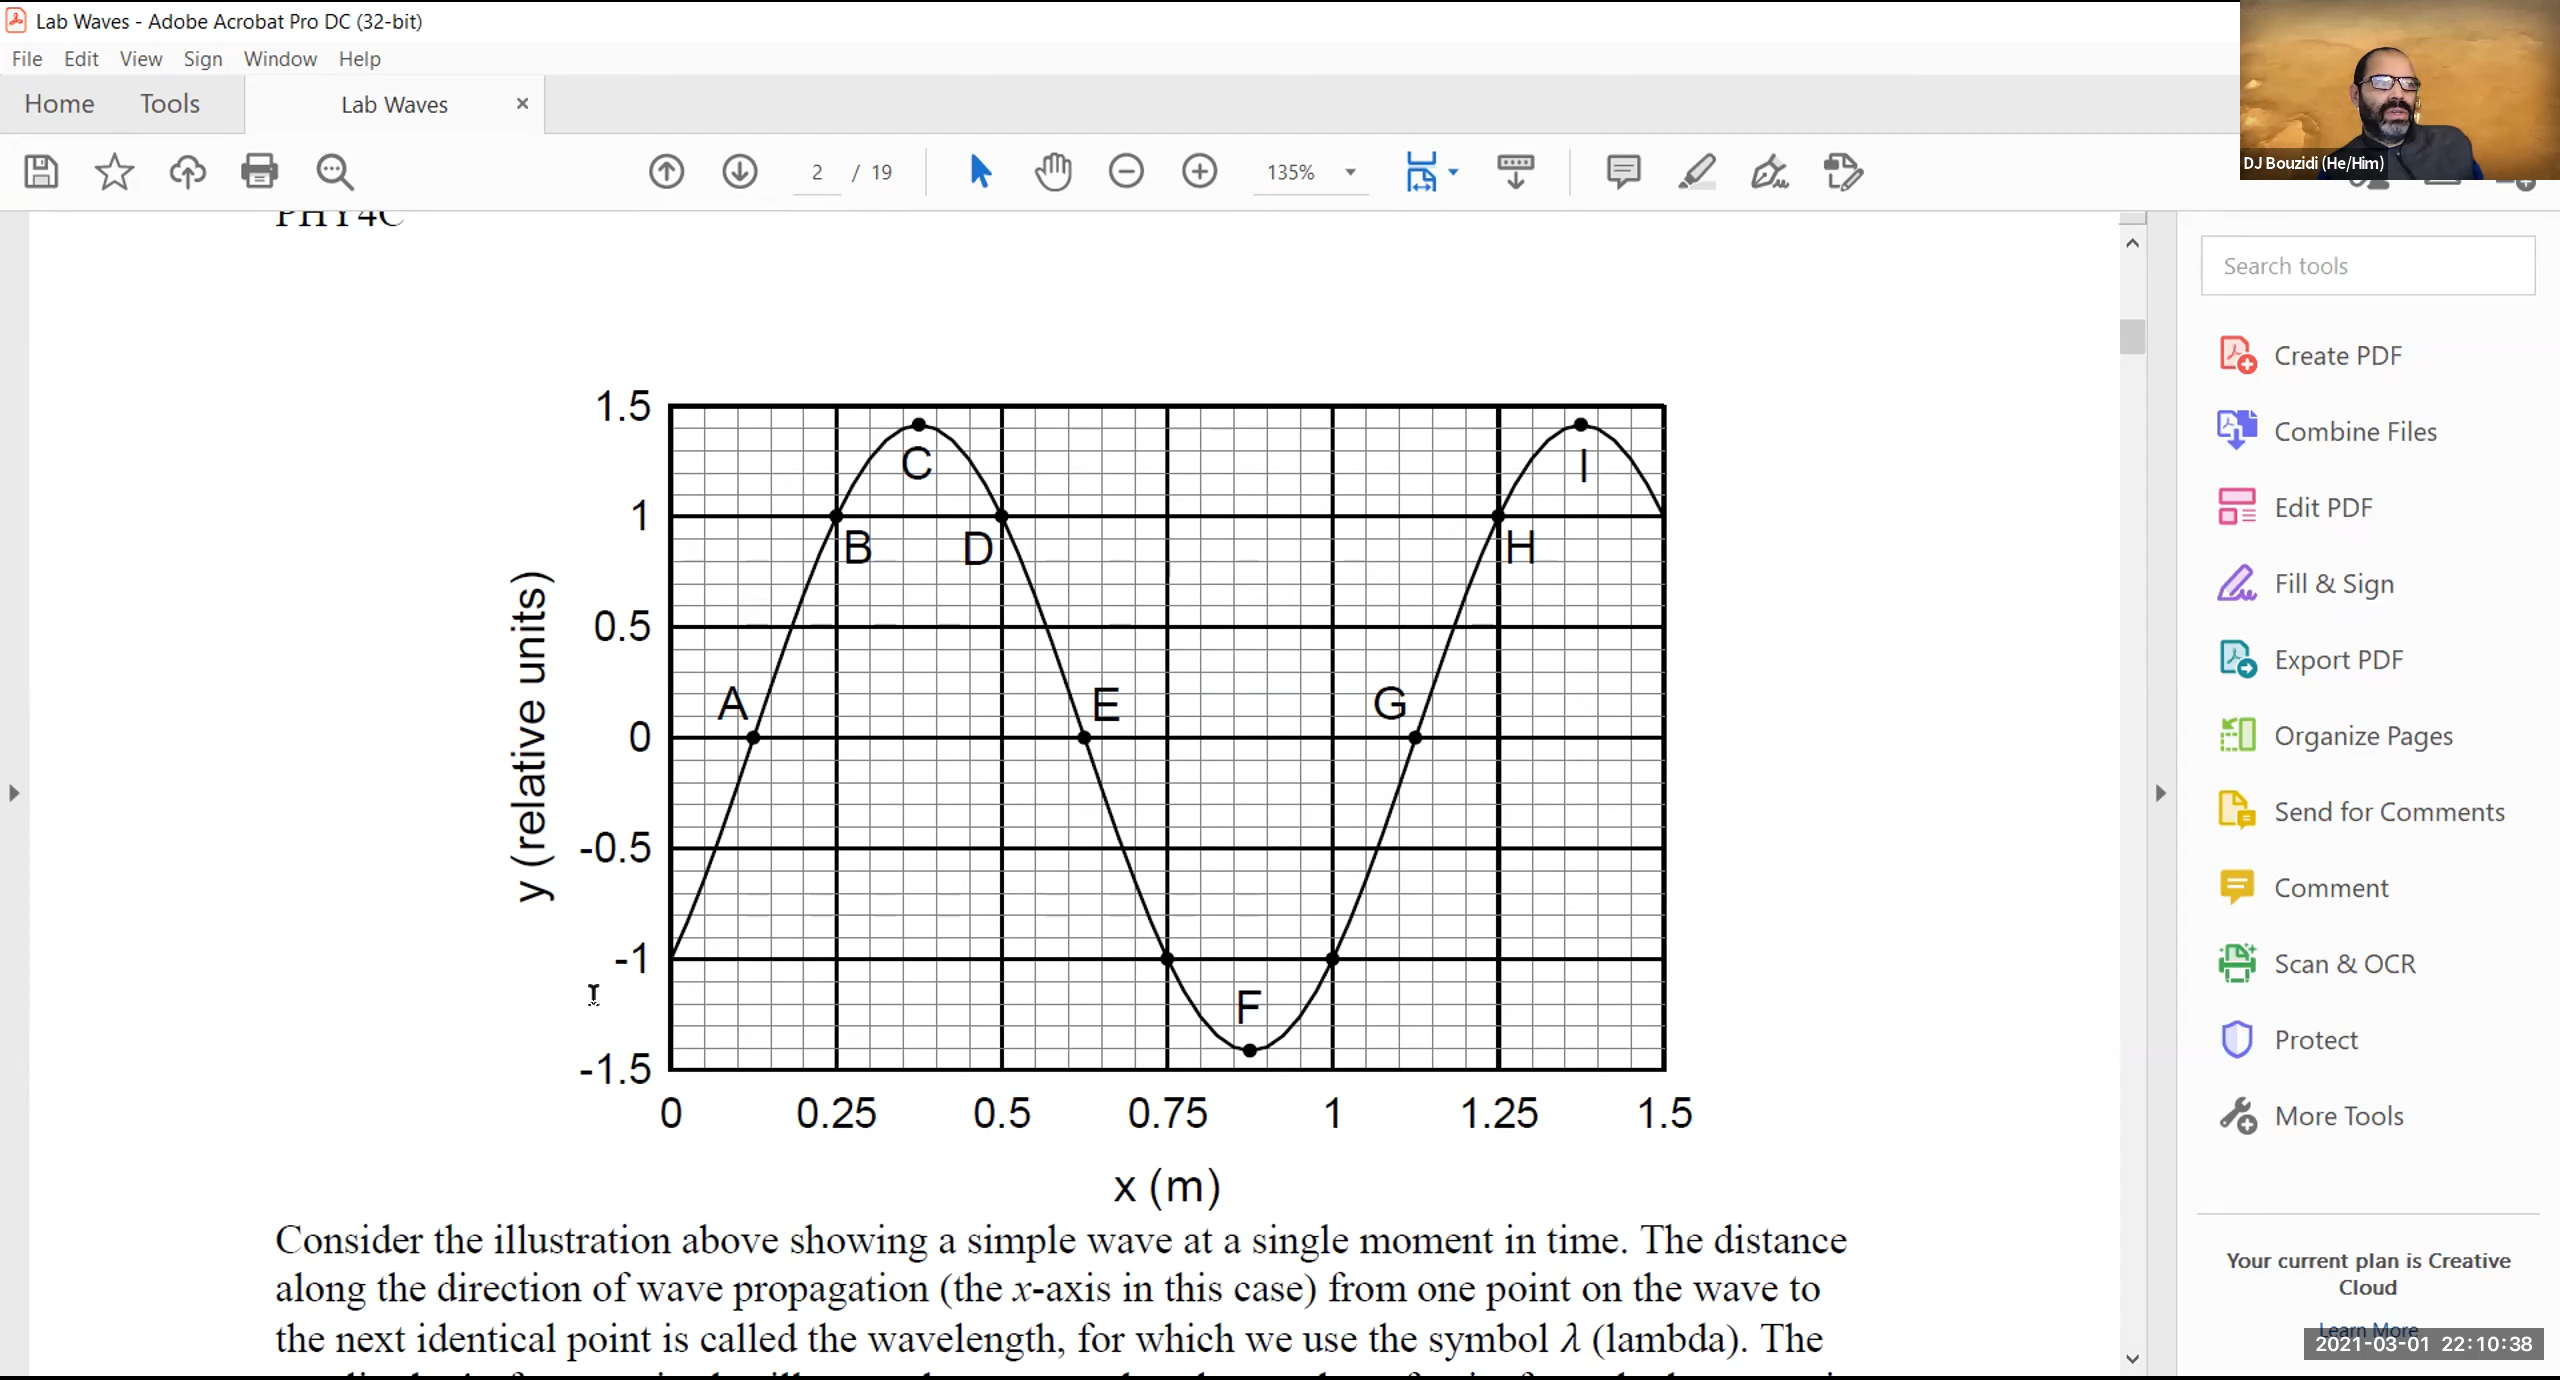 Lab Waves - Adobe Acrobat Pro DC (32-bit)
File Edit View Sign Window Help
Home Tools Lab Waves ×
2 / 19 135%
DJ Bouzidi (He/Him)
PHY4C
1.5
1
0.5
0
-0.5
-1
-1.5
y (relative units)
A
B
C
D
E
F
G
H
I
0 0.25 0.5 0.75 1 1.25 1.5
x (m)
Consider the illustration above showing a simple wave at a single moment in time. The distance
along the direction of wave propagation (the x-axis in this case) from one point on the wave to
the next identical point is called the wavelength, for which we use the symbol λ (lambda). The
Search tools
Create PDF
Combine Files
Edit PDF
Fill & Sign
Export PDF
Organize Pages
Send for Comments
Comment
Scan & OCR
Protect
More Tools
Your current plan is Creative
Cloud
Learn More
2021-03-01 22:10:38